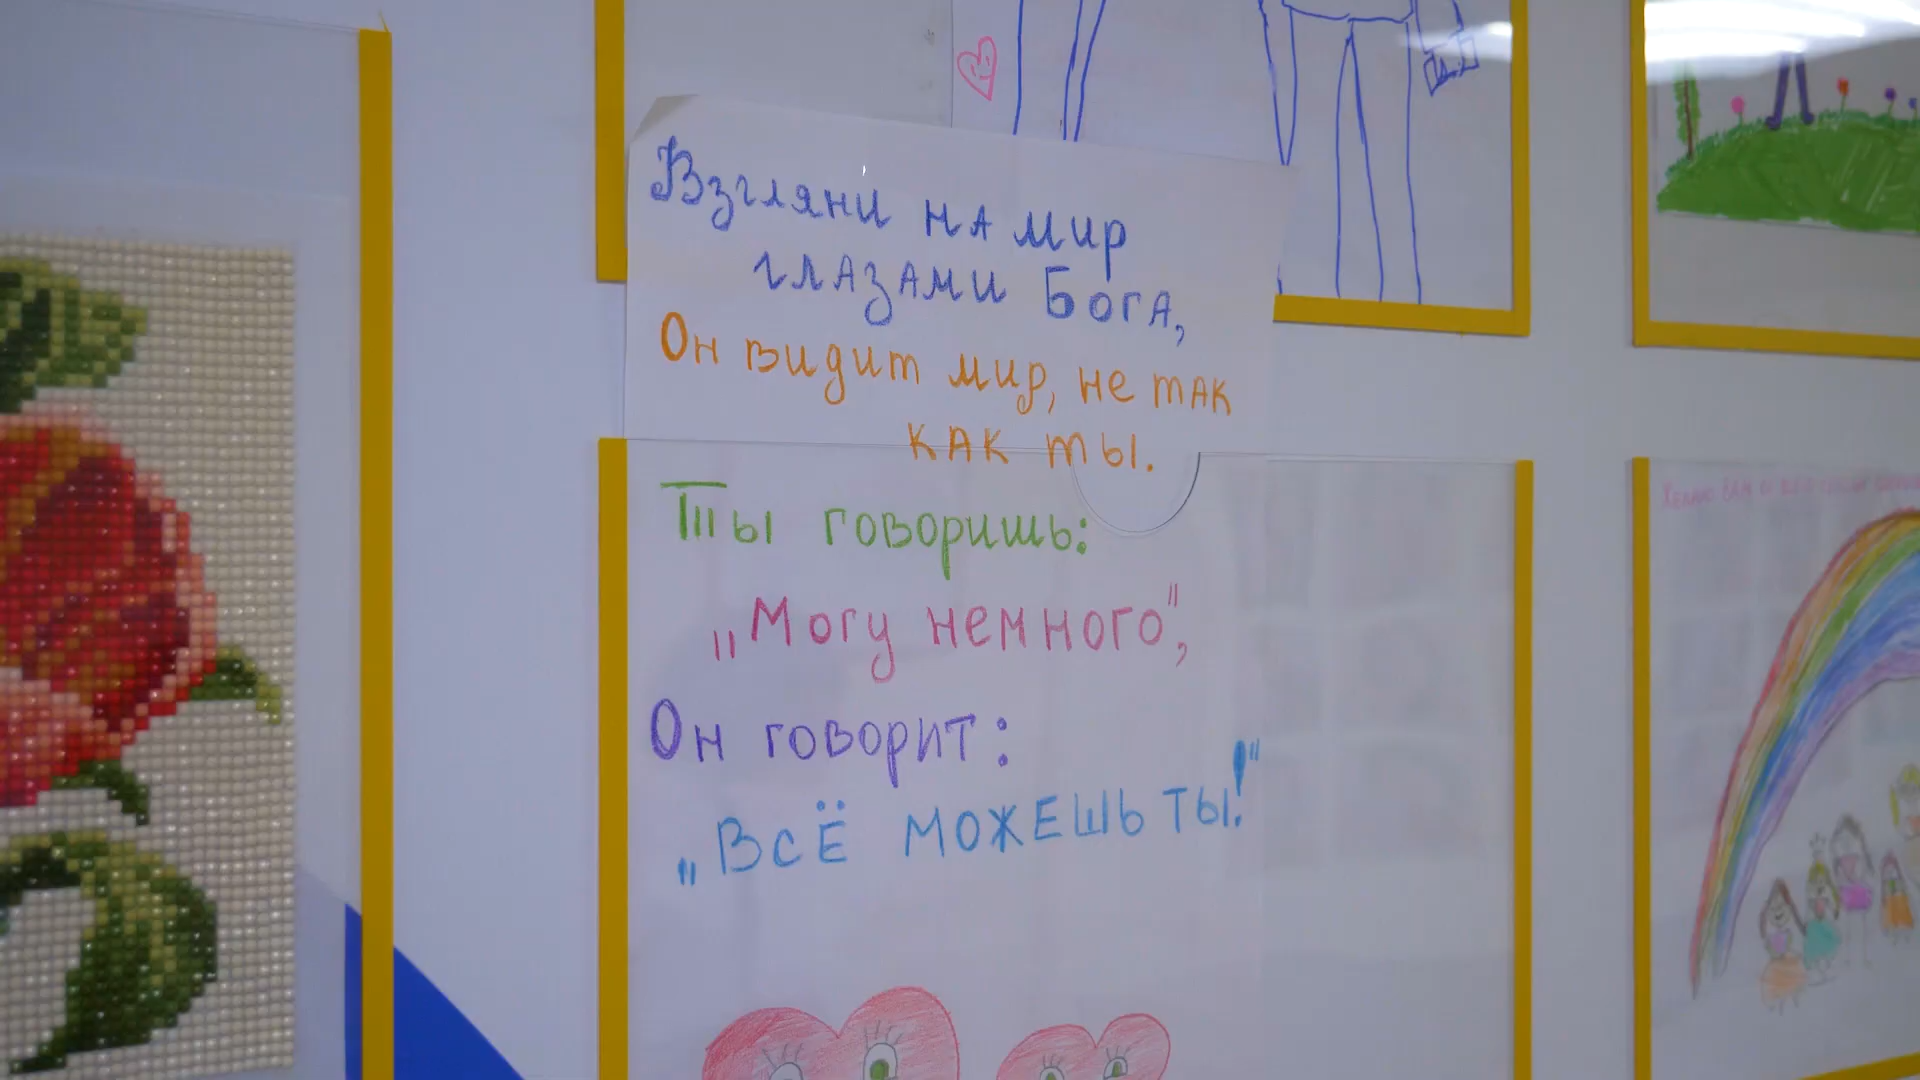 Взгляни на мир
глазами Бога,
Он видит мир, не так
как ты.
Ты говоришь:
„Могу немного",
Он говорит:
„Всё можешь ты!"